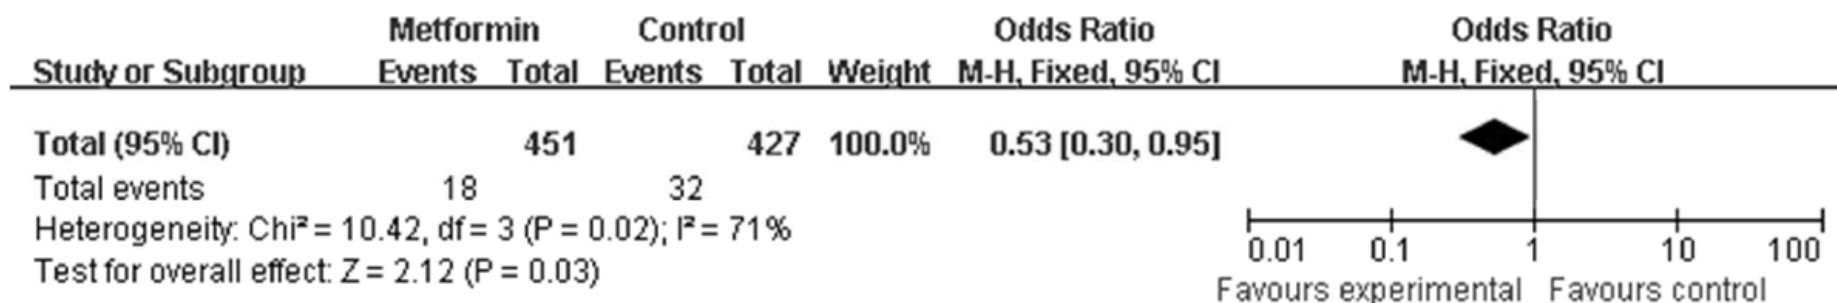 Metformin Control Odds Ratio Odds Ratio
Study or Subgroup Events Total Events Total Weight M-H, Fixed, 95% CI M-H, Fixed, 95% CI
Total (95% CI) 451 427 100.0% 0.53 [0.30, 0.95]
Total events 18 32
Heterogeneity: Chi² = 10.42, df = 3 (P = 0.02); I² = 71%
Test for overall effect: Z = 2.12 (P = 0.03)
0.01 0.1 1 10 100
Favours experimental Favours control